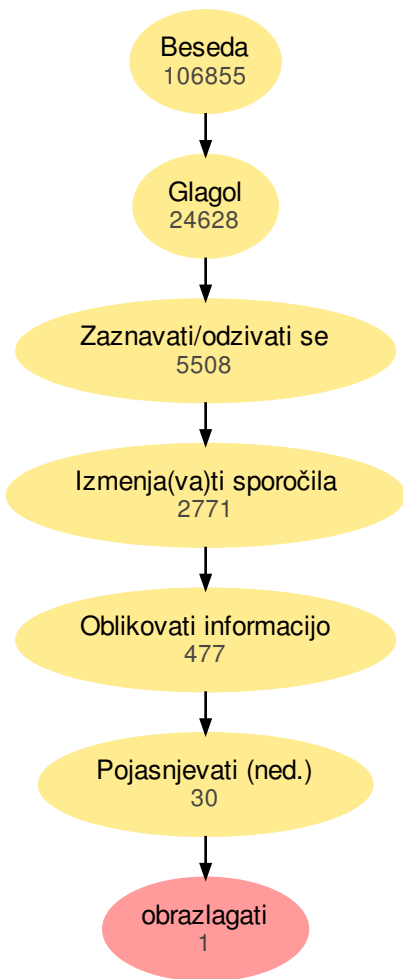 Beseda
106855
Glagol
24628
Zaznavati/odzivati se
5508
Izmenja(va)ti sporočila
2771
Oblikovati informacijo
477
Pojasnjevati (ned.)
30
obrazlagati
1